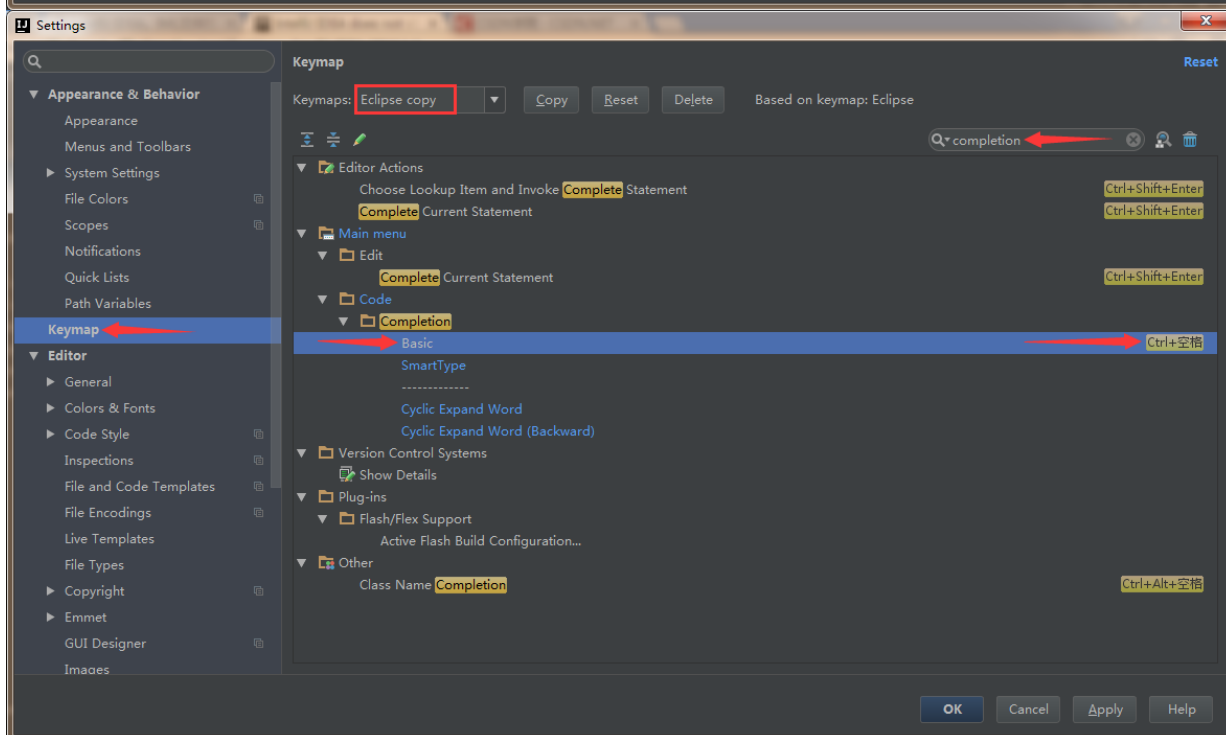 Settings
Keymap
Reset
Keymaps: Eclipse copy Copy Reset Delete Based on keymap: Eclipse
completion
Appearance & Behavior
Appearance
Menus and Toolbars
System Settings
File Colors
Scopes
Notifications
Quick Lists
Path Variables
Keymap
Editor
General
Colors & Fonts
Code Style
Inspections
File and Code Templates
File Encodings
Live Templates
File Types
Copyright
Emmet
GUI Designer
Images
Editor Actions
Choose Lookup Item and Invoke Complete Statement Ctrl+Shift+Enter
Complete Current Statement Ctrl+Shift+Enter
Main menu
Edit
Complete Current Statement Ctrl+Shift+Enter
Code
Completion
Basic Ctrl+空格
SmartType
-------------
Cyclic Expand Word
Cyclic Expand Word (Backward)
Version Control Systems
Show Details
Plug-ins
Flash/Flex Support
Active Flash Build Configuration...
Other
Class Name Completion Ctrl+Alt+空格
OK Cancel Apply Help